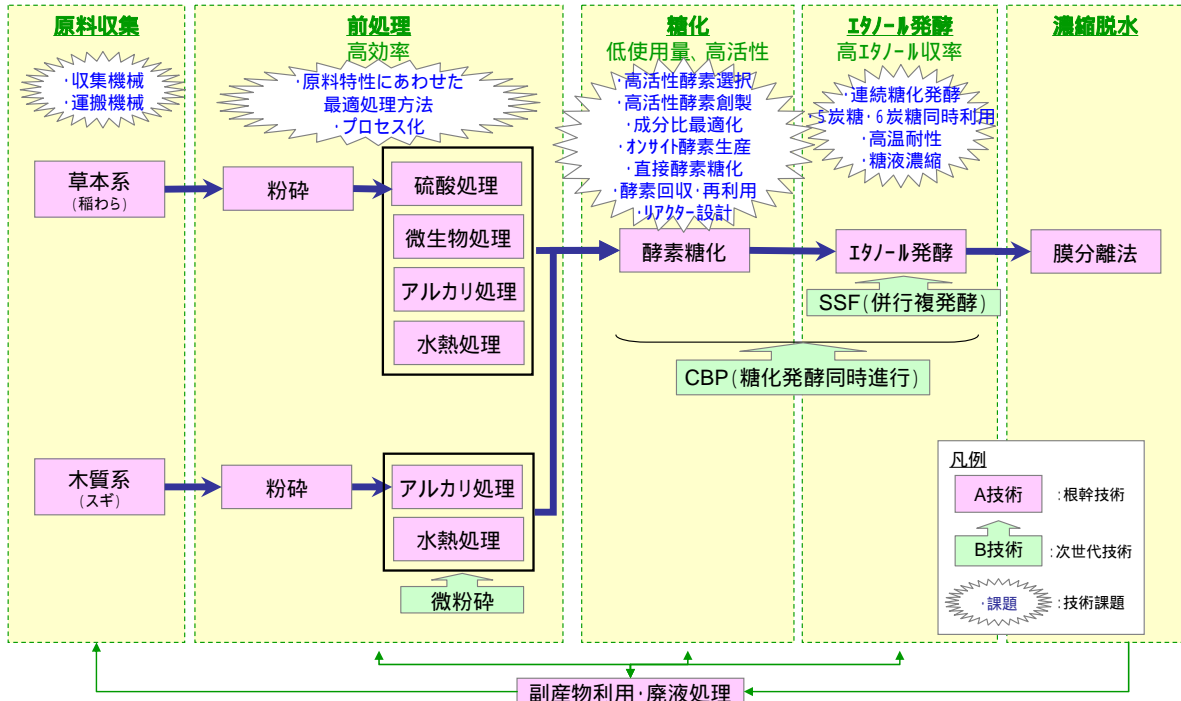 原料収集
前処理
高効率
糖化
低使用量、高活性
エタノール発酵
高エタノール収率
濃縮脱水
・収集機械
・運搬機械
・原料特性にあわせた
最適処理方法
・プロセス化
・高活性酵素選択
・高活性酵素創製
・成分比最適化
・オンサイト酵素生産
・直接酵素糖化
・酵素回収・再利用
・リアクター設計
・連続糖化発酵
・5炭糖・6炭糖同時利用
・高温耐性
・糖液濃縮
草本系
(稲わら)
粉砕
硫酸処理
微生物処理
アルカリ処理
水熱処理
酵素糖化
エタノール発酵
膜分離法
SSF(併行複発酵)
CBP(糖化発酵同時進行)
木質系
(スギ)
粉砕
アルカリ処理
水熱処理
微粉砕
凡例
A技術
:根幹技術
B技術
:次世代技術
・課題
:技術課題
副産物利用・廃液処理